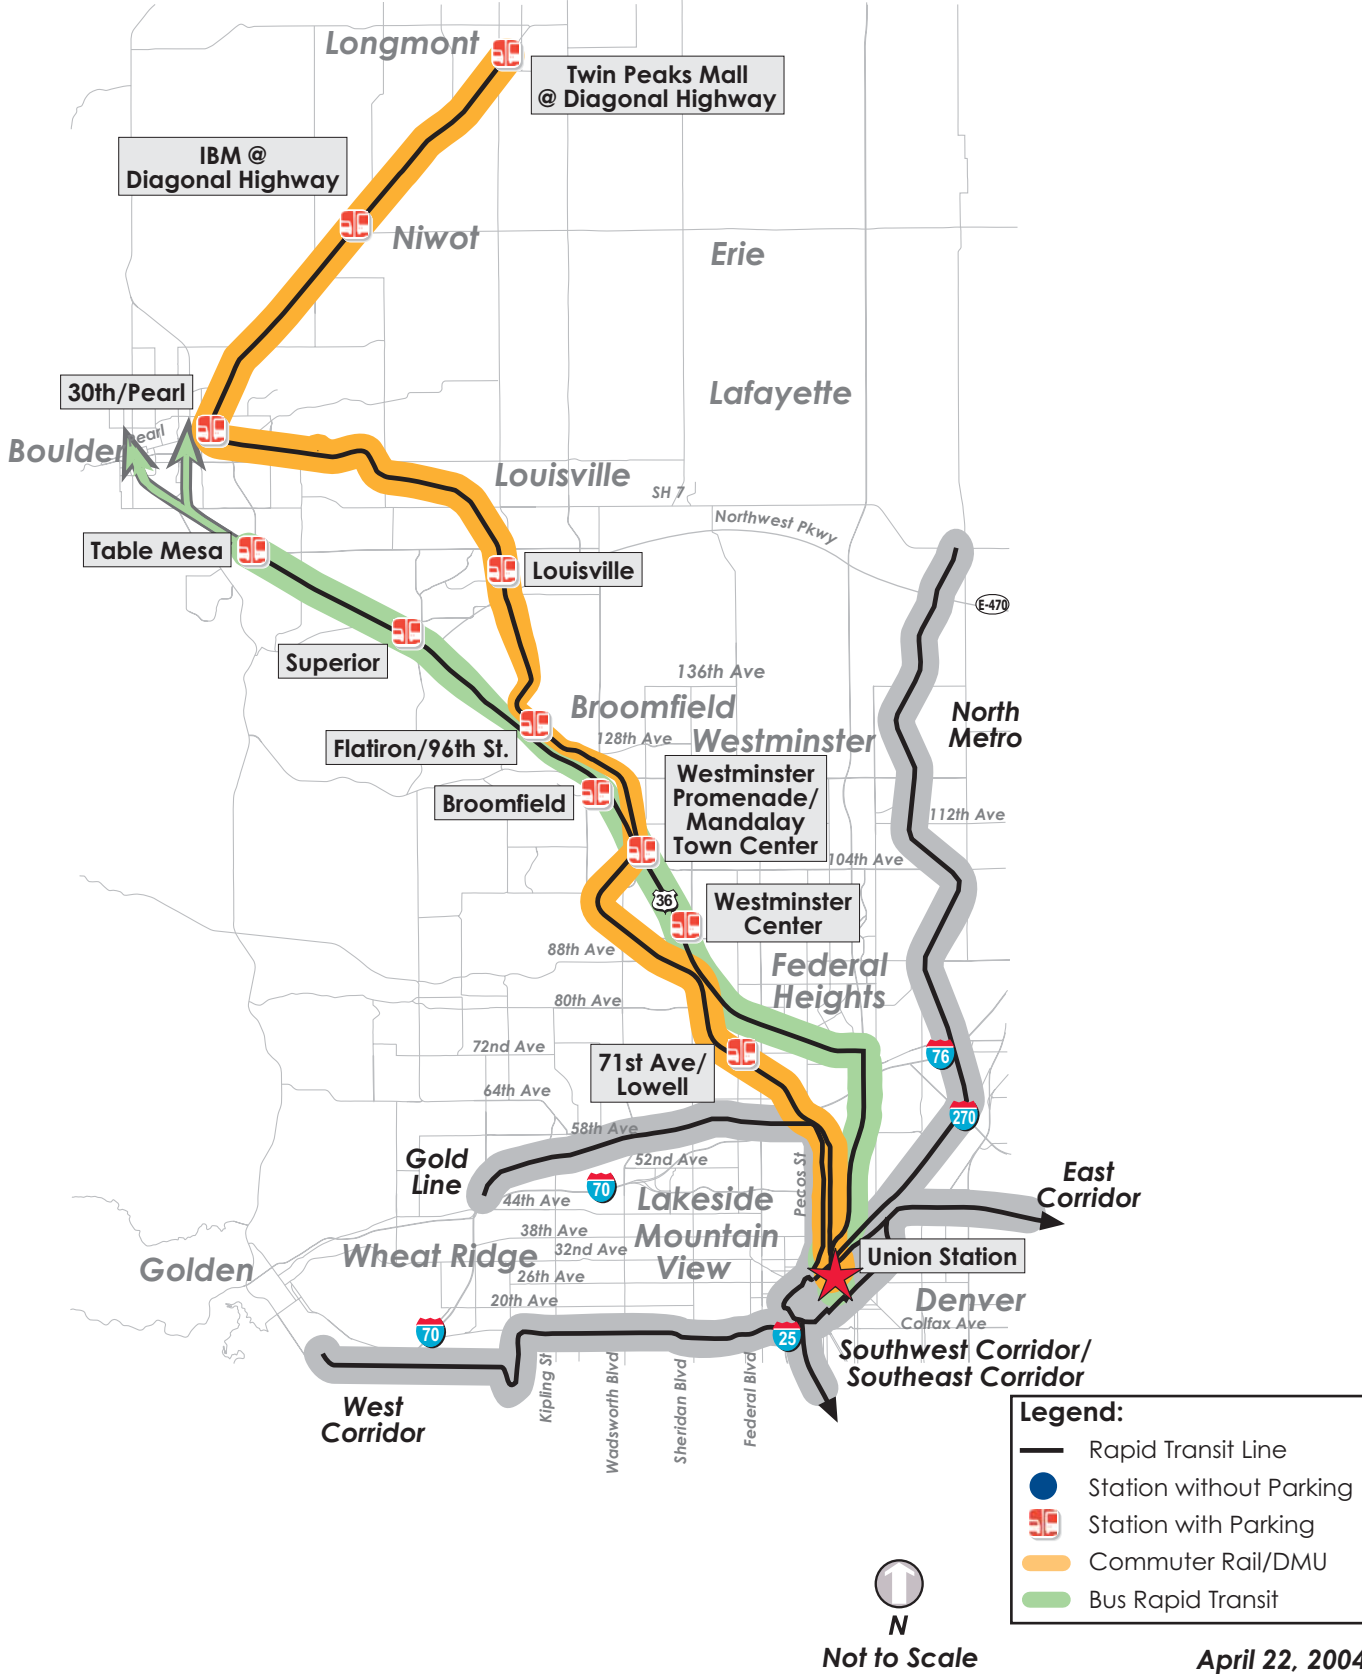 Longmont
Twin Peaks Mall
@ Diagonal Highway
IBM @
Diagonal Highway
Niwot
Erie
30th/Pearl
Lafayette
Pearl
Boulder
Louisville
SH 7
Northwest Pkwy
Table Mesa
Louisville
E-470
Superior
136th Ave
Broomfield
North
Metro
Flatiron/96th St.
128th Ave
Westminster
Westminster
Promenade/
Mandalay
Town Center
Broomfield
112th Ave
104th Ave
36
Westminster
Center
88th Ave
Federal
Heights
80th Ave
72nd Ave
71st Ave/
Lowell
76
64th Ave
270
58th Ave
Gold
Line
52nd Ave
Pecos St
East
Corridor
70
44th Ave
Lakeside
38th Ave
Mountain
View
Wheat Ridge
32nd Ave
Union Station
Golden
26th Ave
20th Ave
Denver
Colfax Ave
70
25
Southwest Corridor/
Southeast Corridor
West
Corridor
Kipling St
Wadsworth Blvd
Sheridan Blvd
Federal Blvd
Legend:
Rapid Transit Line
Station without Parking
Station with Parking
Commuter Rail/DMU
Bus Rapid Transit
N
Not to Scale
April 22, 2004